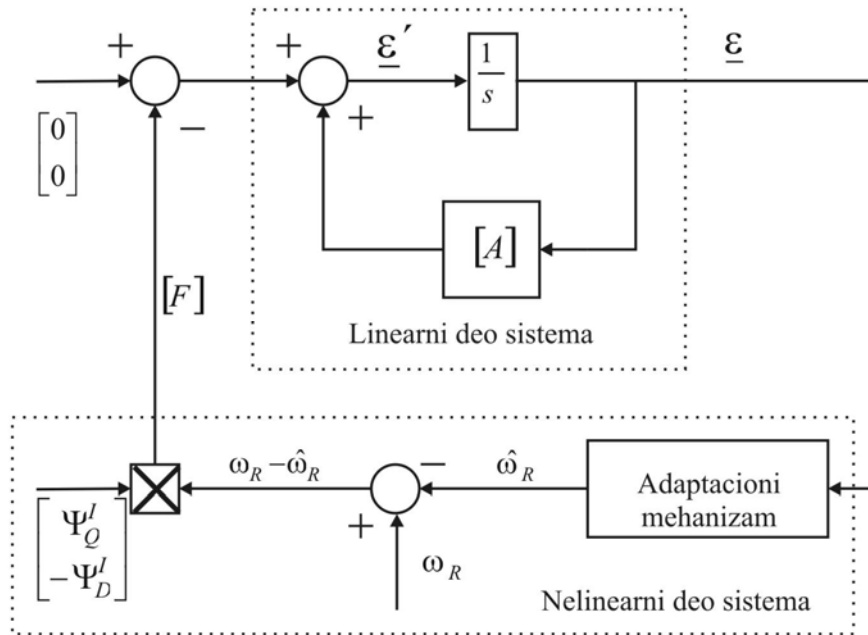 +
+
ε′
1
s
ε
−
+
[0
0]
[A]
[F]
Linearni deo sistema
ω_R − ω̂_R
−
ω̂_R
Adaptacioni
mehanizam
[Ψ_Q^I
−Ψ_D^I]
+
ω_R
Nelinearni deo sistema